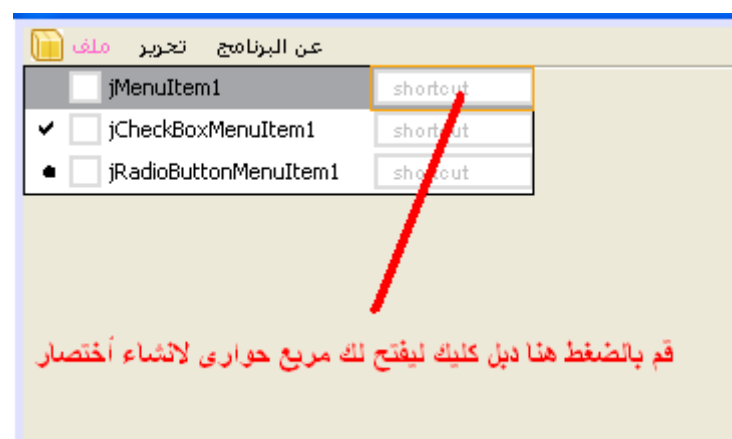 ملف تحرير عن البرنامج
jMenuItem1 shortcut
jCheckBoxMenuItem1 shortcut
jRadioButtonMenuItem1 shortcut
قم بالضغط هنا دبل كليك ليفتح لك مربع حوارى لانشاء أختصار